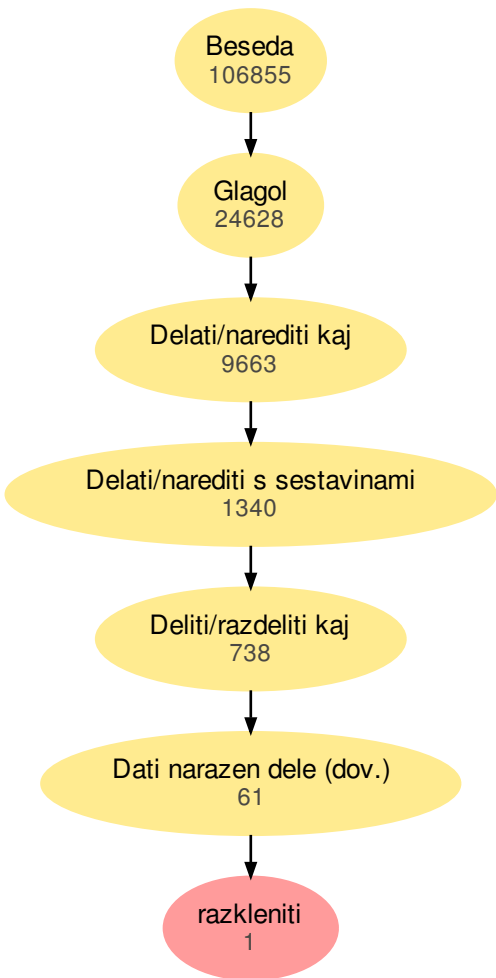 Beseda
106855
Glagol
24628
Delati/narediti kaj
9663
Delati/narediti s sestavinami
1340
Deliti/razdeliti kaj
738
Dati narazen dele (dov.)
61
razkleniti
1